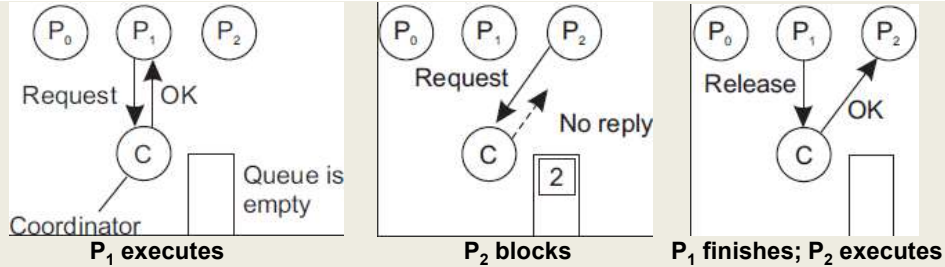 P₀ P₁ P₂
Request OK
C
Queue is
empty
Coordinator
P₁ executes
P₀ P₁ P₂
Request
No reply
C
2
P₂ blocks
P₀ P₁ P₂
Release
OK
C
P₁ finishes; P₂ executes